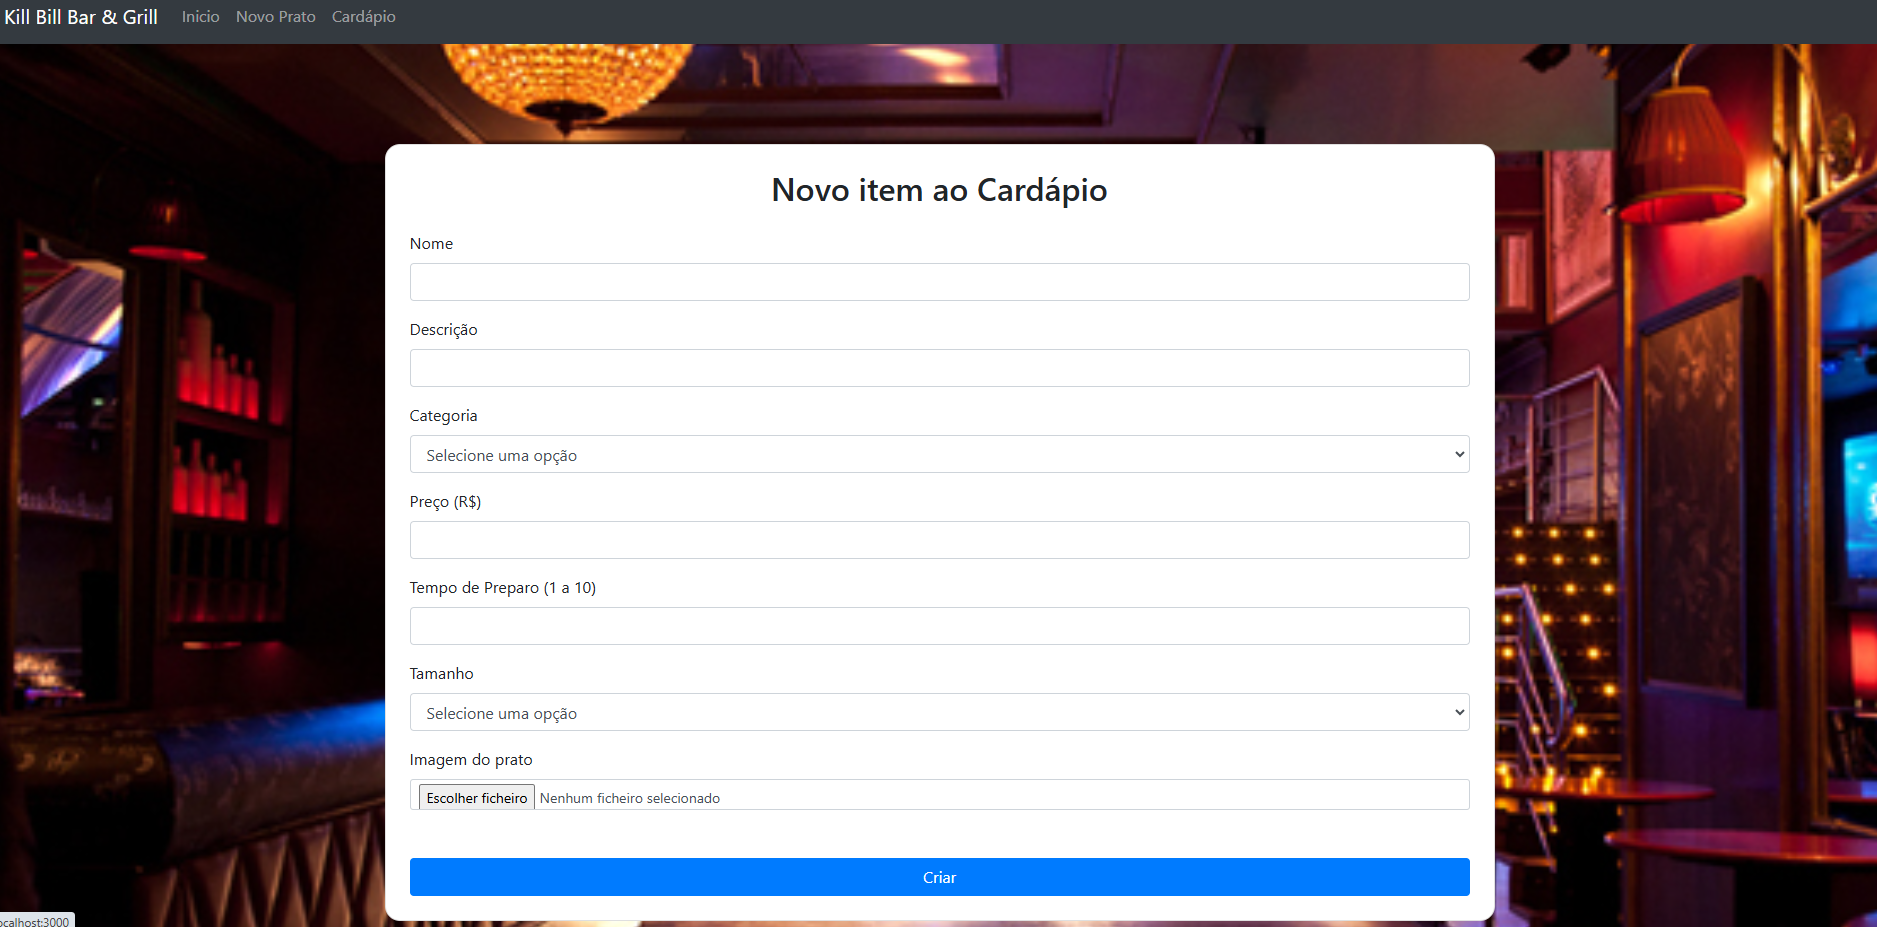 Kill Bill Bar & Grill Inicio Novo Prato Cardápio
Novo item ao Cardápio
Nome
Descrição
Categoria
Selecione uma opção
Preço (R$)
Tempo de Preparo (1 a 10)
Tamanho
Selecione uma opção
Imagem do prato
Escolher ficheiro Nenhum ficheiro selecionado
Criar
ocalhost:3000